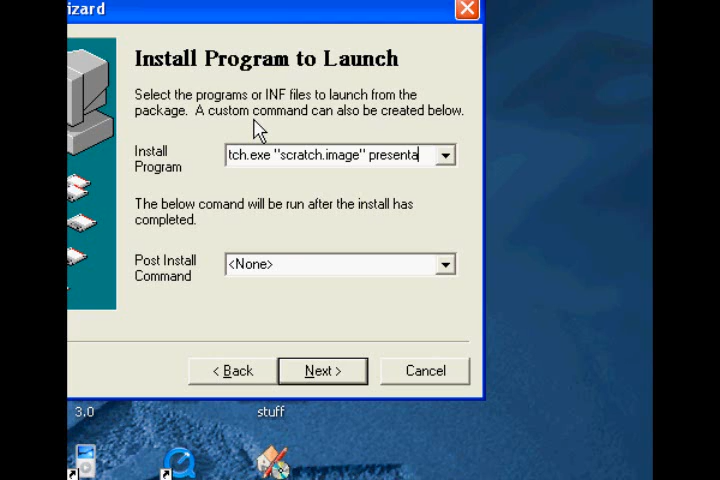 izard
Install Program to Launch
Select the programs or INF files to launch from the
package. A custom command can also be created below.
Install
Program
tch.exe "scratch.image" presenta
The below comand will be run after the install has
completed.
Post Install
Command
<None>
< Back
Next >
Cancel
3.0
stuff